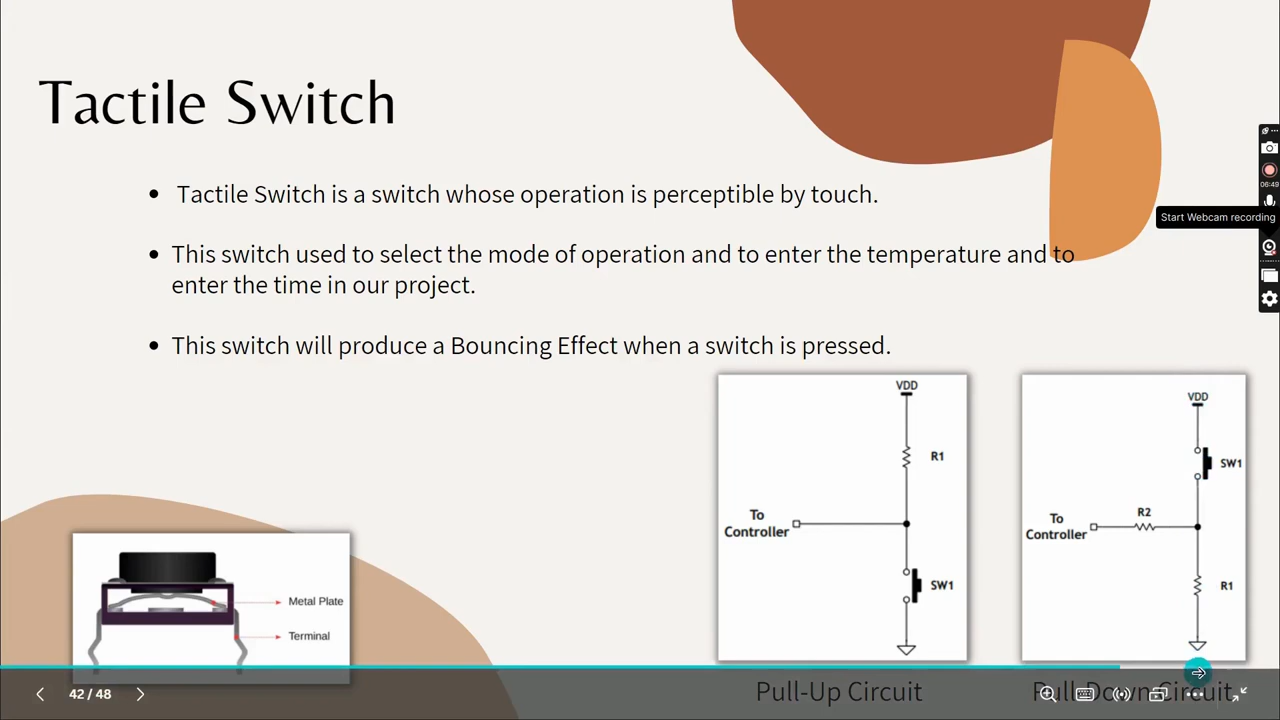 Tactile Switch
Tactile Switch is a switch whose operation is perceptible by touch.
This switch used to select the mode of operation and to enter the temperature and to
enter the time in our project.
This switch will produce a Bouncing Effect when a switch is pressed.
06:49
Start Webcam recording
VDD
R1
To
Controller
SW1
VDD
SW1
R2
To
Controller
R1
Metal Plate
Terminal
42 / 48
Pull-Up Circuit
Pull-Down Circuit